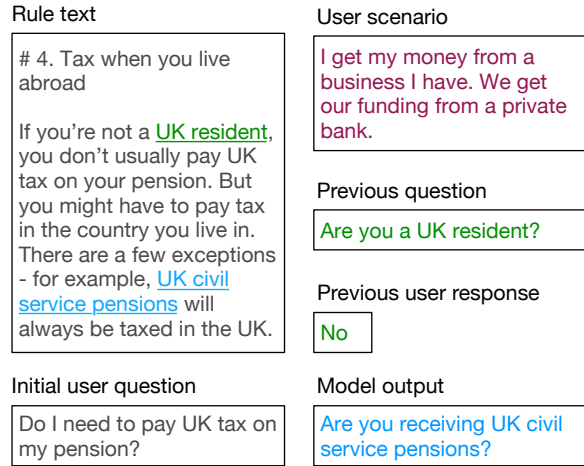 Rule text
# 4. Tax when you live
abroad
If you’re not a UK resident,
you don’t usually pay UK
tax on your pension. But
you might have to pay tax
in the country you live in.
There are a few exceptions
- for example, UK civil
service pensions will
always be taxed in the UK.
Initial user question
Do I need to pay UK tax on
my pension?
User scenario
I get my money from a
business I have. We get
our funding from a private
bank.
Previous question
Are you a UK resident?
Previous user response
No
Model output
Are you receiving UK civil
service pensions?